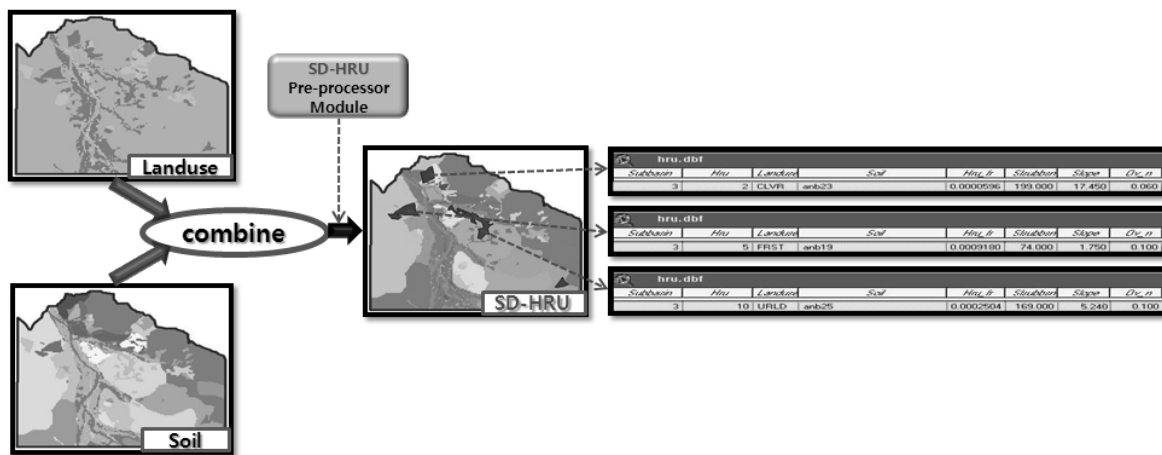 Landuse
SD-HRU
Pre-processor
Module
combine
Soil
SD-HRU
hru.dbf
Subbasin Hru Landuse Soil Hru_fr Slsubbsn Slope Ov_n
3 2 CLVR anb23 0.0000596 199.000 17.450 0.060
hru.dbf
Subbasin Hru Landuse Soil Hru_fr Slsubbsn Slope Ov_n
3 5 FRST anb19 0.0009180 74.000 1.750 0.100
hru.dbf
Subbasin Hru Landuse Soil Hru_fr Slsubbsn Slope Ov_n
3 10 URLD anb25 0.0002504 169.000 5.240 0.100